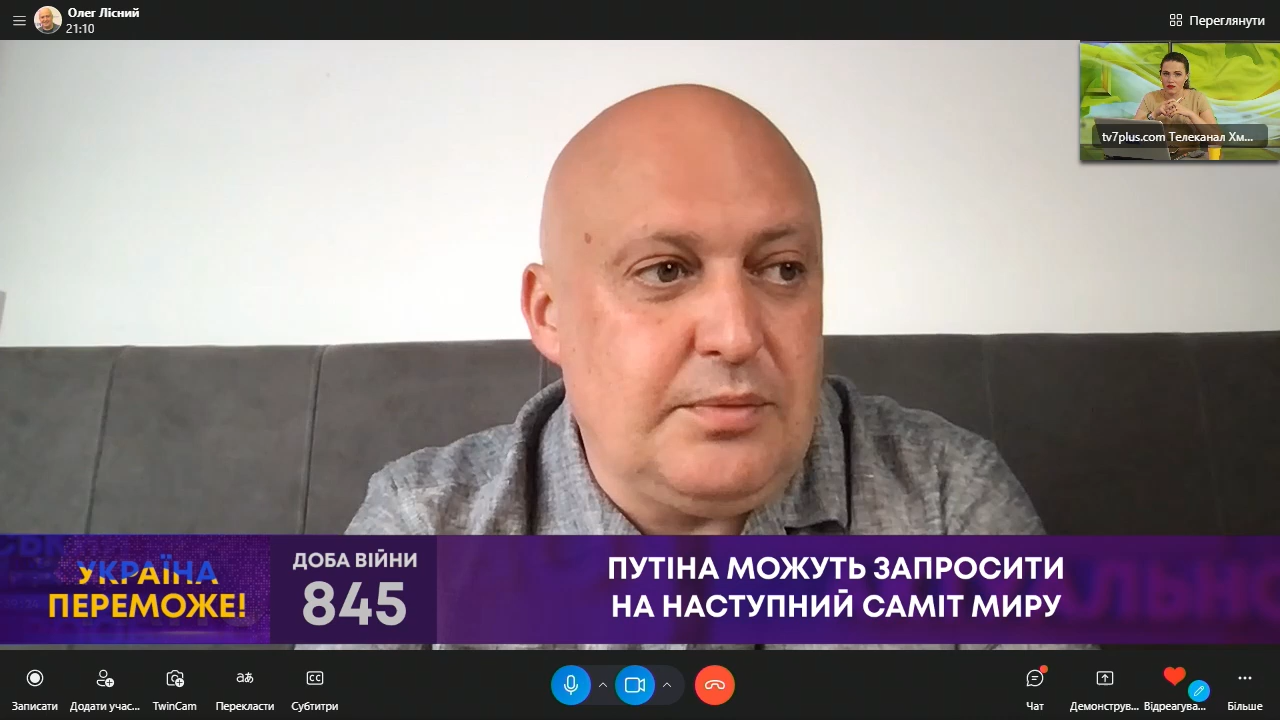 Олег Лісний
21:10
Переглянути
tv7plus.com Телеканал Хм...
УКРАЇНА
ПЕРЕМОЖЕ!
ДОБА ВІЙНИ
845
ПУТІНА МОЖУТЬ ЗАПРОСИТИ
НА НАСТУПНИЙ САМІТ МИРУ
Записати
Додати учас...
TwinCam
Перекласти
Субтитри
Чат
Демонструв...
Відреагува...
Більше